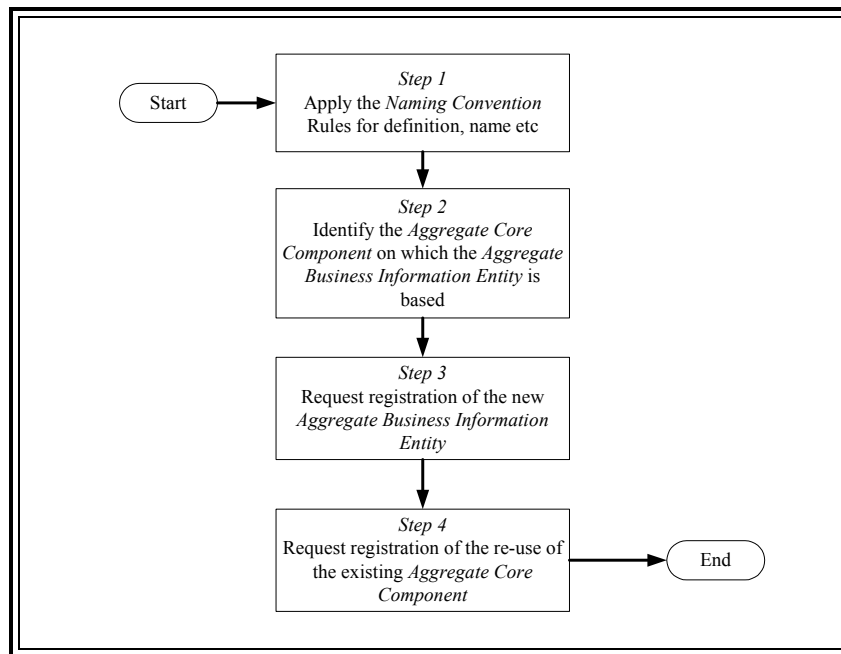 Start
Step 1
Apply the Naming Convention
Rules for definition, name etc
Step 2
Identify the Aggregate Core
Component on which the Aggregate
Business Information Entity is
based
Step 3
Request registration of the new
Aggregate Business Information
Entity
Step 4
Request registration of the re-use of
the existing Aggregate Core
Component
End